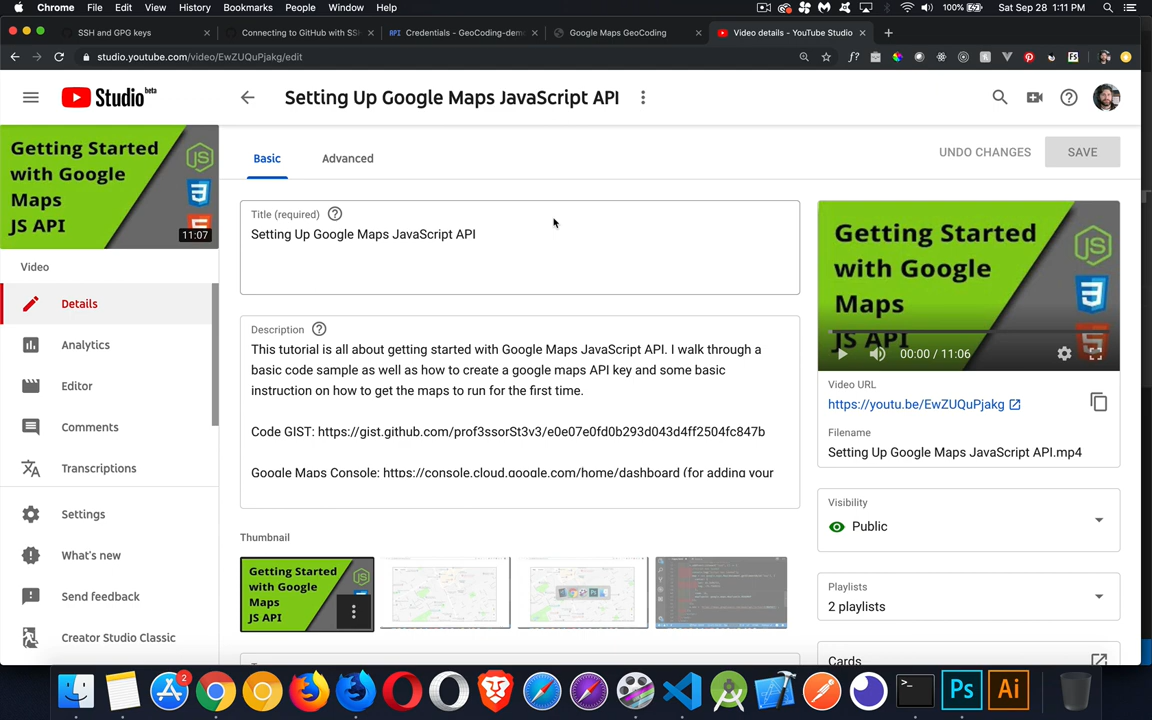 Chrome File Edit View History Bookmarks People Window Help 100% Sat Sep 28 1:11 PM
SSH and GPG keys Connecting to GitHub with SSH API Credentials - GeoCoding-dem Google Maps GeoCoding Video details - YouTube Studio
studio.youtube.com/video/EwZUQuPjakg/edit
Studio beta
Setting Up Google Maps JavaScript API
Getting Started
with Google
Maps
JS API
JS
11:07
Basic Advanced UNDO CHANGES SAVE
Video
Details
Analytics
Editor
Comments
Transcriptions
Settings
What's new
Send feedback
Creator Studio Classic
Title (required)
Setting Up Google Maps JavaScript API
Description
This tutorial is all about getting started with Google Maps JavaScript API. I walk through a
basic code sample as well as how to create a google maps API key and some basic
instruction on how to get the maps to run for the first time.
Code GIST: https://gist.github.com/prof3ssorSt3v3/e0e07e0fd0b293d043d4ff2504fc847b
Google Maps Console: https://console.cloud.google.com/home/dashboard (for adding your
Thumbnail
Getting Started
with Google
Maps
JS API
Getting Started
with Google
Maps
JS API
00:00 / 11:06
Video URL
https://youtu.be/EwZUQuPjakg
Filename
Setting Up Google Maps JavaScript API.mp4
Visibility
Public
Playlists
2 playlists
Cards
2
Ps Ai